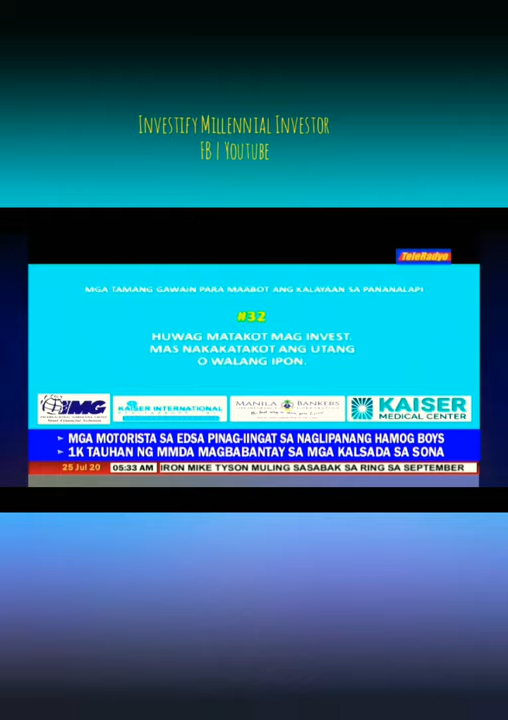 Investify Millennial Investor
FB | Youtube
TeleRadyo
MGA TAMANG GAWAIN PARA MAABOT ANG KALAYAAN SA PANANALAPI
#32
HUWAG MATAKOT MAG INVEST.
MAS NAKAKATAKOT ANG UTANG
O WALANG IPON.
IMG
KAISER INTERNATIONAL
MANILA BANKERS
KAISER
MEDICAL CENTER
➢ MGA MOTORISTA SA EDSA PINAG-IINGAT SA NAGLIPANANG HAMOG BOYS
➢ 1K TAUHAN NG MMDA MAGBABANTAY SA MGA KALSADA SA SONA
25 Jul 20 05:33 AM IRON MIKE TYSON MULING SASABAK SA RING SA SEPTEMBER